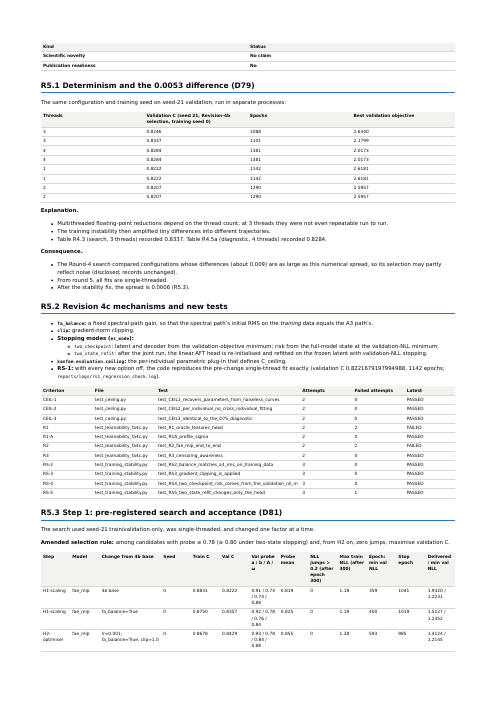 Kind Status
Scientific novelty No claim
Publication readiness No
R5.1 Determinism and the 0.0053 difference (D79)
The same configuration and training seed on seed-21 validation, run in separate processes:
Threads Validation C (seed 21, Revision-4b selection, training seed 0) Epochs Best validation objective
3 0.8246 1088 2.6340
3 0.8337 1101 2.1799
4 0.8284 1381 2.0173
4 0.8284 1381 2.0173
1 0.8222 1142 2.6181
1 0.8222 1142 2.6181
2 0.8207 1290 2.5957
2 0.8207 1290 2.5957
Explanation.
• Multithreaded floating-point reductions depend on the thread count; at 3 threads they were not even repeatable run to run.
• The training instability then amplified tiny differences into different trajectories.
• Table R4.3 (search, 3 threads) recorded 0.8337. Table R4.5a (diagnostic, 4 threads) recorded 0.8284.
Consequence.
• The Round-4 search compared configurations whose differences (about 0.009) are as large as this numerical spread, so its selection may partly
reflect noise (disclosed; records unchanged).
• From round 5, all fits are single-threaded.
• After the stability fix, the spread is 0.0006 (R5.3).
R5.2 Revision 4c mechanisms and new tests
• fa_balance: a fixed spectral-path gain, so that the spectral path's initial RMS on the training data equals the A3 path's.
• clip: gradient-norm clipping.
• Stopping modes (es_mode):
◦ two_checkpoint: latent and decoder from the validation-objective minimum; risk from the full-model state at the validation-NLL minimum;
◦ two_state_refit: after the joint run, the linear AFT head is re-initialised and refitted on the frozen latent with validation-NLL stopping.
• kanfae.evaluation.ceiling: the per-individual parametric plug-in that defines C_ceiling.
• RS-1: with every new option off, the code reproduces the pre-change single-thread fit exactly (validation C 0.8221679197994988, 1142 epochs;
reports/logs/rs1_regression_check.log).
Criterion File Test Attempts Failed attempts Latest
CEIL-1 test_ceiling.py test_CEIL1_recovers_parameters_from_noiseless_curves 2 0 PASSED
CEIL-2 test_ceiling.py test_CEIL2_per_individual_no_cross_individual_fitting 2 0 PASSED
CEIL-3 test_ceiling.py test_CEIL3_identical_to_the_D75_diagnostic 2 0 PASSED
R1 test_learnability_fa4c.py test_R1_oracle_features_head 2 2 FAILED
R1-A test_learnability_fa4c.py test_R1A_profile_sigma 2 0 PASSED
R2 test_learnability_fa4c.py test_R2_fae_mlp_end_to_end 2 2 FAILED
R3 test_learnability_fa4c.py test_R3_censoring_awareness 2 0 PASSED
RS-2 test_training_stability.py test_RS2_balance_matches_a3_rms_on_training_data 3 0 PASSED
RS-3 test_training_stability.py test_RS3_gradient_clipping_is_applied 3 0 PASSED
RS-4 test_training_stability.py test_RS4_two_checkpoint_risk_comes_from_the_validation_nll_m 3 0 PASSED
RS-5 test_training_stability.py test_RS5_two_state_refit_changes_only_the_head 3 1 PASSED
R5.3 Step 1: pre-registered search and acceptance (D81)
The search used seed-21 train/validation only, was single-threaded, and changed one factor at a time.
Amended selection rule: among candidates with probe ≥ 0.78 (≥ 0.80 under two-state stopping) and, from H2 on, zero jumps, maximise validation C.
Step Model Change from 4b base Seed Train C Val C Val probe a / b / A / ω Probe mean NLL jumps > 0.2 (after epoch 300) Max train NLL (after 300) Epoch: min val NLL Stop epoch Delivered / min val NLL
H1-scaling fae_mlp 4b base 0 0.8831 0.8222 0.91 / 0.74 / 0.74 / 0.88 0.819 0 1.18 359 1041 1.9320 / 1.2231
H1-scaling fae_mlp fa_balance=True 0 0.8750 0.8357 0.92 / 0.78 / 0.76 / 0.84 0.825 0 1.19 400 1019 1.5127 / 1.2352
H2-optimiser fae_mlp lr=0.001, fa_balance=True, clip=1.0 0 0.8678 0.8429 0.93 / 0.78 / 0.84 / 0.88 0.855 0 1.38 593 985 1.4124 / 1.2145